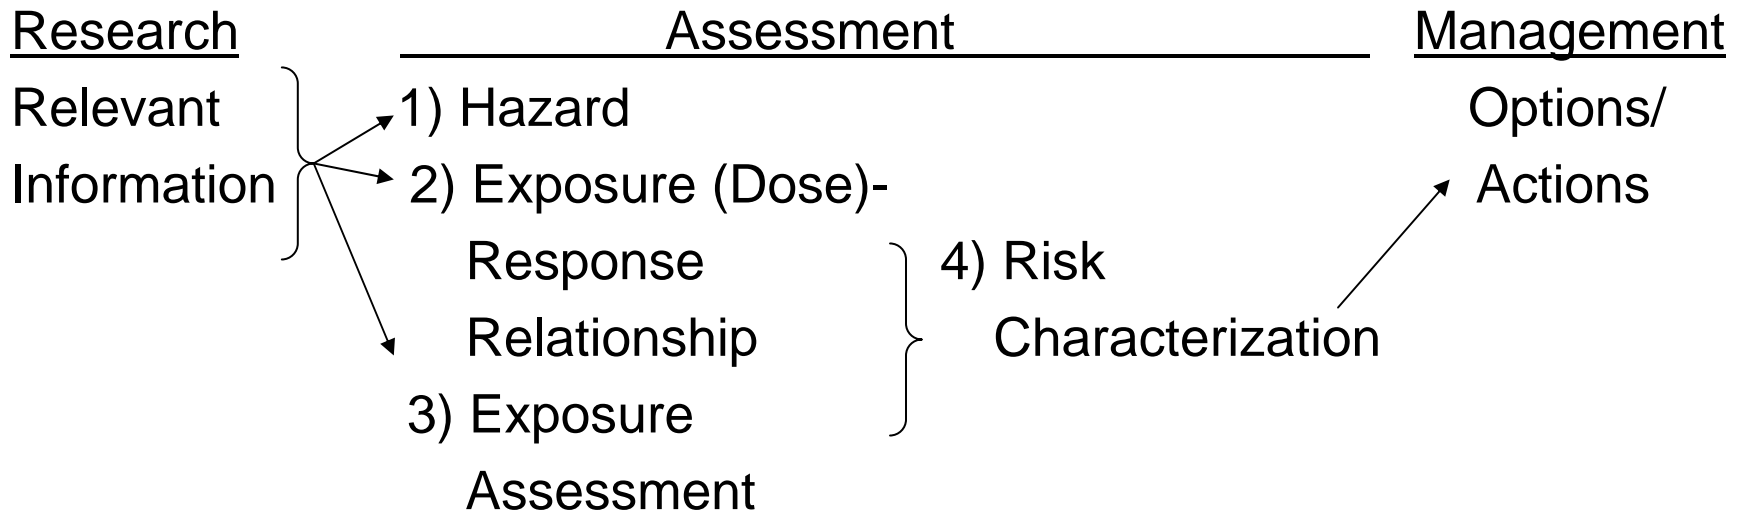 Research Assessment Management
Relevant 1) Hazard Options/
Information 2) Exposure (Dose)- Actions
Response 4) Risk
Relationship Characterization
3) Exposure
Assessment